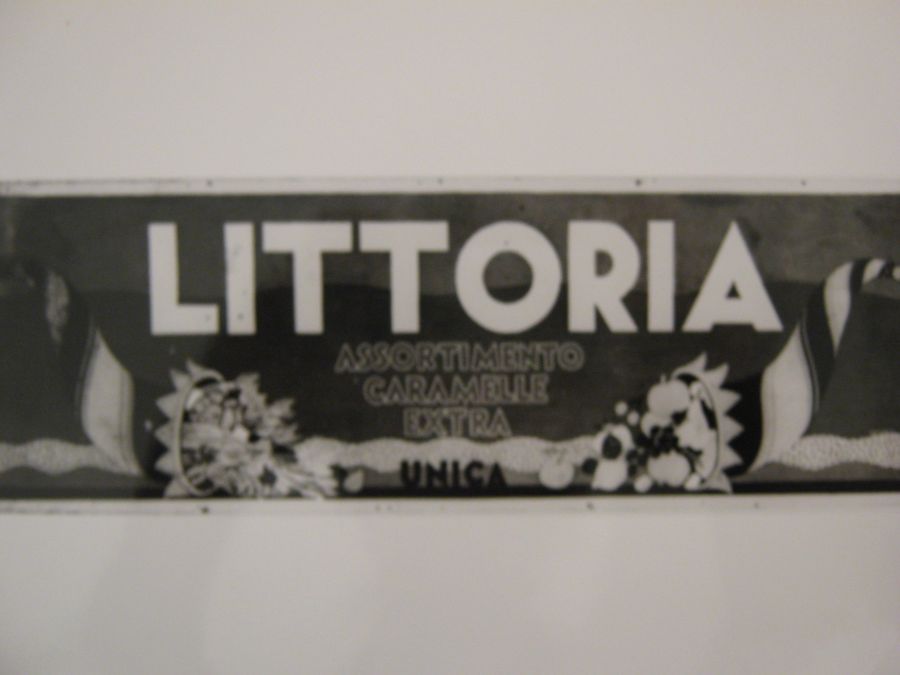 LITTORIA
ASSORTIMENTO
CARAMELLE
EXTRA
UNICA